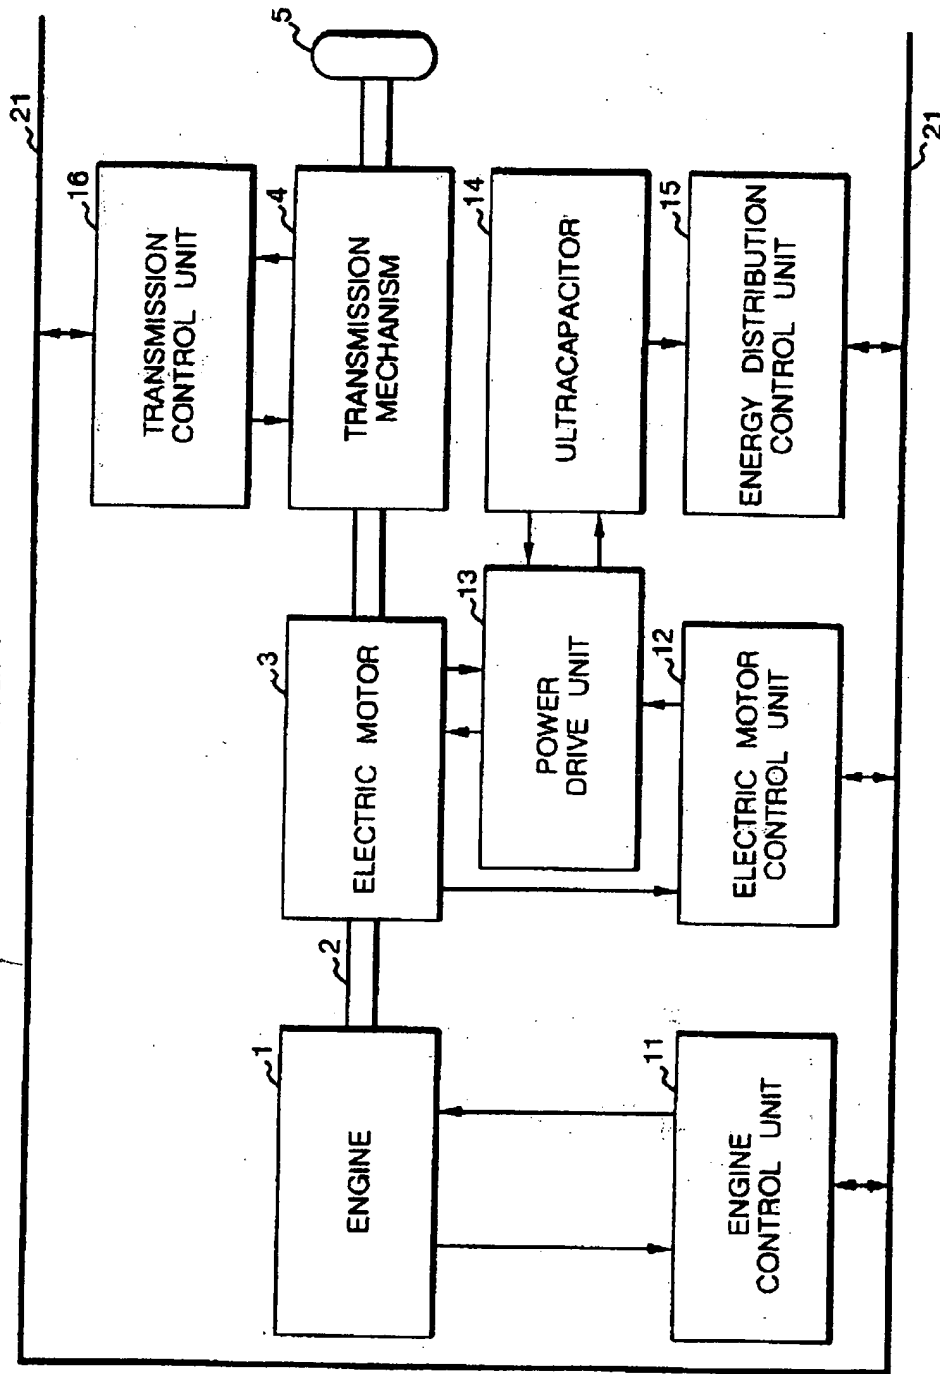 21
16
TRANSMISSION
CONTROL UNIT
5
4
TRANSMISSION
MECHANISM
3
ELECTRIC MOTOR
2
1
ENGINE
14
ULTRACAPACITOR
13
POWER
DRIVE UNIT
15
ENERGY DISTRIBUTION
CONTROL UNIT
12
ELECTRIC MOTOR
CONTROL UNIT
11
ENGINE
CONTROL UNIT
21